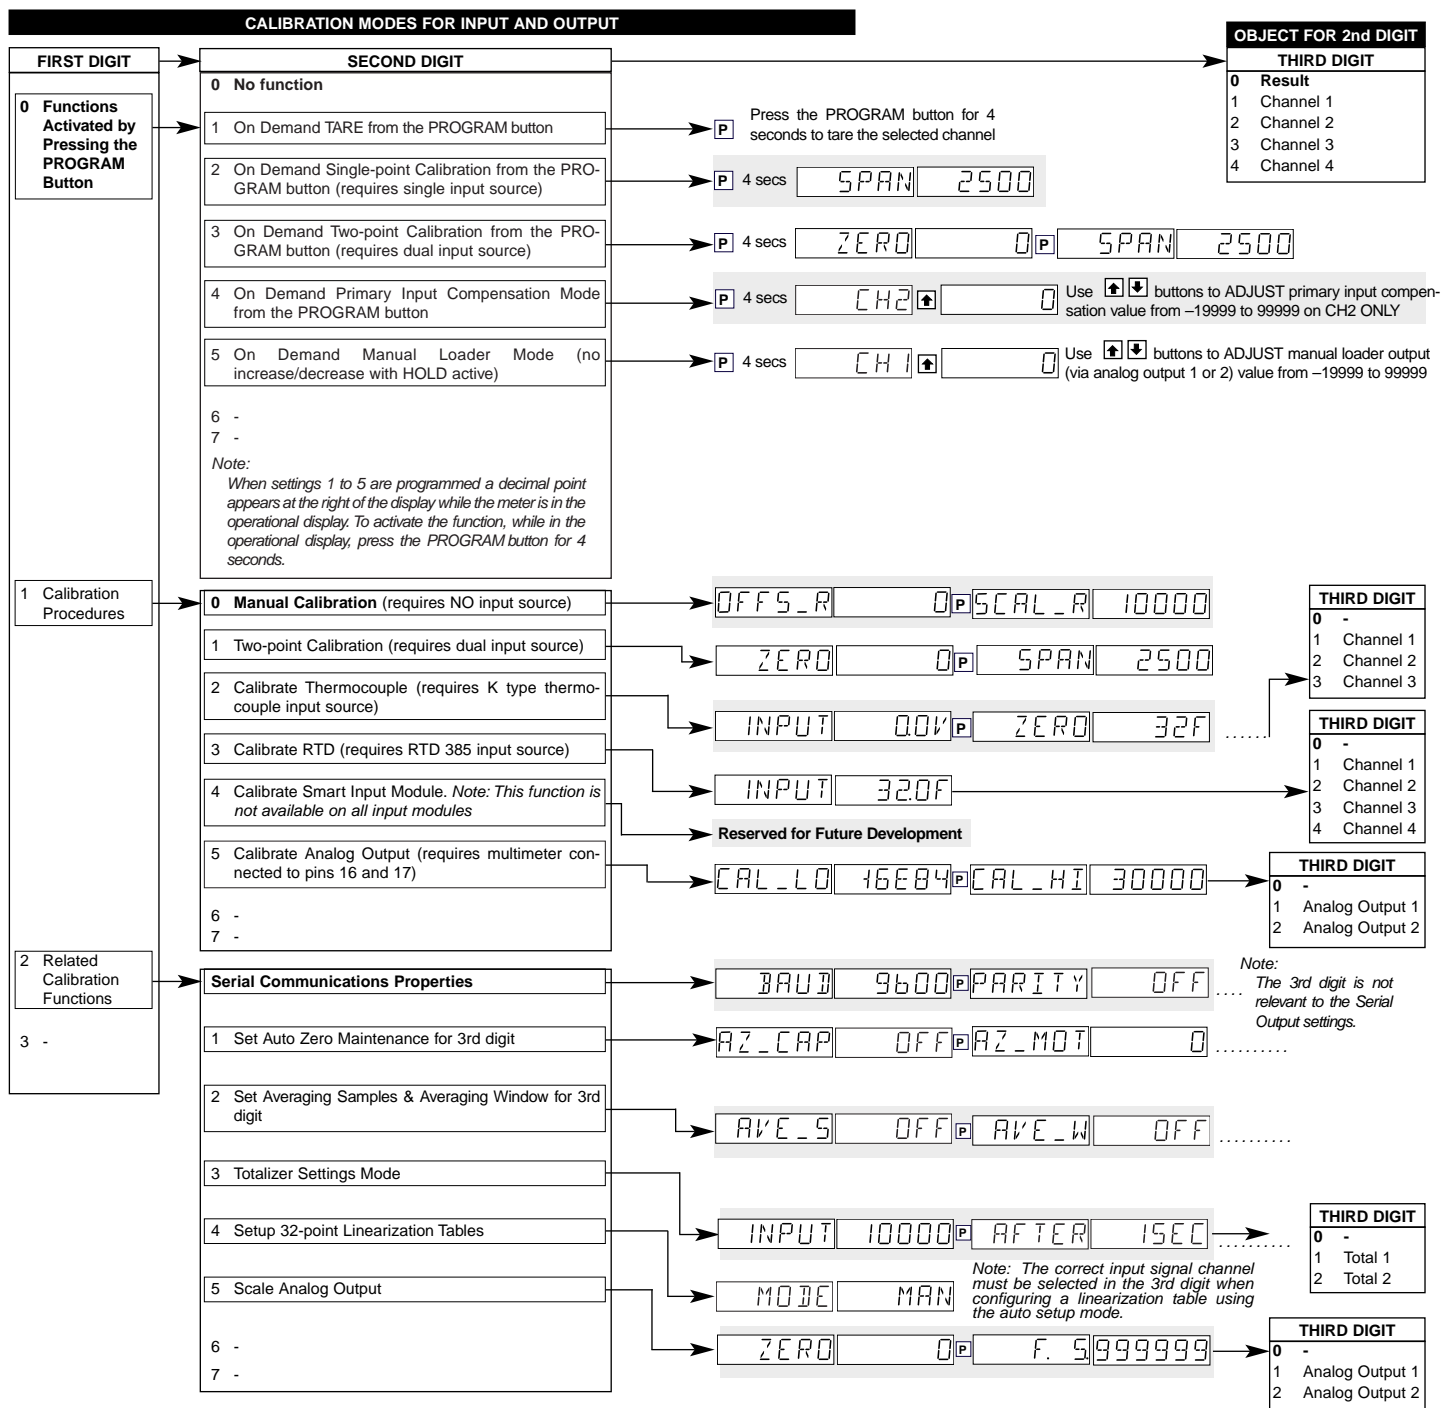 CALIBRATION MODES FOR INPUT AND OUTPUT
OBJECT FOR 2nd DIGIT
FIRST DIGIT
SECOND DIGIT
THIRD DIGIT
0 Result
1 Channel 1
2 Channel 2
3 Channel 3
4 Channel 4
0 Functions
Activated by
Pressing the
PROGRAM
Button
0 No function
1 On Demand TARE from the PROGRAM button
P Press the PROGRAM button for 4
seconds to tare the selected channel
2 On Demand Single-point Calibration from the PRO-
GRAM button (requires single input source)
P 4 secs SPAN 2500
3 On Demand Two-point Calibration from the PRO-
GRAM button (requires dual input source)
P 4 secs ZERO 0 P SPAN 2500
4 On Demand Primary Input Compensation Mode
from the PROGRAM button
P 4 secs CH2 0 Use buttons to ADJUST primary input compen-
sation value from –19999 to 99999 on CH2 ONLY
5 On Demand Manual Loader Mode (no
increase/decrease with HOLD active)
P 4 secs CH1 0 Use buttons to ADJUST manual loader output
(via analog output 1 or 2) value from –19999 to 99999
6 -
7 -
Note:
When settings 1 to 5 are programmed a decimal point
appears at the right of the display while the meter is in the
operational display. To activate the function, while in the
operational display, press the PROGRAM button for 4
seconds.
1 Calibration
Procedures
0 Manual Calibration (requires NO input source)
OFFS_R 0 P SCAL_R 10000
1 Two-point Calibration (requires dual input source)
ZERO 0 P SPAN 2500
2 Calibrate Thermocouple (requires K type thermo-
couple input source)
INPUT 0.0V P ZERO 32F ......
THIRD DIGIT
0 -
1 Channel 1
2 Channel 2
3 Channel 3
3 Calibrate RTD (requires RTD 385 input source)
INPUT 32.0F
THIRD DIGIT
0 -
1 Channel 1
2 Channel 2
3 Channel 3
4 Channel 4
4 Calibrate Smart Input Module. Note: This function is
not available on all input modules
Reserved for Future Development
5 Calibrate Analog Output (requires multimeter con-
nected to pins 16 and 17)
CAL_LO P CAL_HI 30000
THIRD DIGIT
0 -
1 Analog Output 1
2 Analog Output 2
6 -
7 -
2 Related
Calibration
Functions
3 -
Serial Communications Properties
BAUD 9600 P PARITY OFF ....
Note:
The 3rd digit is not
relevant to the Serial
Output settings.
1 Set Auto Zero Maintenance for 3rd digit
AZ_CAP OFF P AZ_MOT 0 ..........
2 Set Averaging Samples & Averaging Window for 3rd
digit
AVE_S OFF P AVE_W OFF ..........
3 Totalizer Settings Mode
INPUT 10000 P AFTER 1SEC ..........
THIRD DIGIT
0 -
1 Total 1
2 Total 2
4 Setup 32-point Linearization Tables
MODE MAN
Note: The correct input signal channel
must be selected in the 3rd digit when
configuring a linearization table using
the auto setup mode.
5 Scale Analog Output
ZERO 0 P F. S. 999999
THIRD DIGIT
0 -
1 Analog Output 1
2 Analog Output 2
6 -
7 -